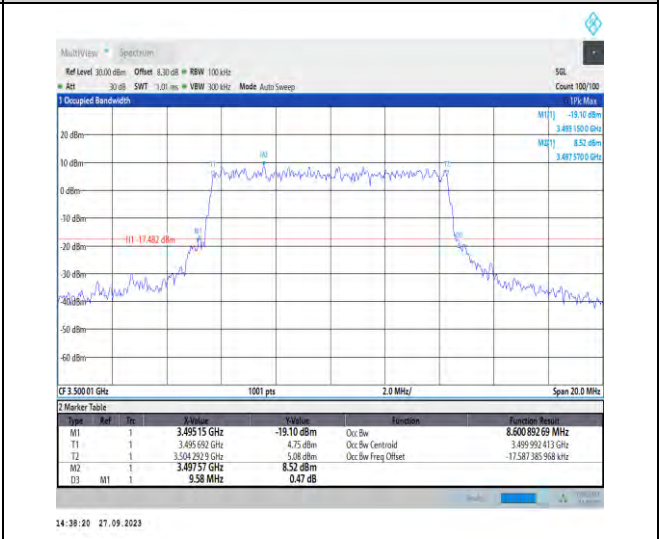 MultiView Spectrum
Ref Level 30.00 dBm Offset 8.30 dB RBW 100 kHz SGL
Att 30 dB SWT 1.01 ms VBW 300 kHz Mode Auto Sweep Count 100/100
1 Occupied Bandwidth 1Pk Max
M1[1] -19.10 dBm
3.495 150 0 GHz
M2[1] 8.52 dBm
3.497 570 0 GHz
20 dBm
10 dBm
M2
T1
T2
0 dBm
-10 dBm
M1
H1 -17.482 dBm
-20 dBm
-30 dBm
-40 dBm
-50 dBm
-60 dBm
CF 3.500 01 GHz 1001 pts 2.0 MHz/ Span 20.0 MHz
2 Marker Table
Type Ref Trc X-Value Y-Value Function Function Result
M1 1 3.495 15 GHz -19.10 dBm Occ Bw 8.600 892 69 MHz
T1 1 3.495 692 GHz 4.75 dBm Occ Bw Centroid 3.499 992 413 GHz
T2 1 3.504 292 9 GHz 5.08 dBm Occ Bw Freq Offset -17.587 385 968 kHz
M2 1 3.497 57 GHz 8.52 dBm
D3 M1 1 9.58 MHz 0.47 dB
14:38:20 27.09.2023